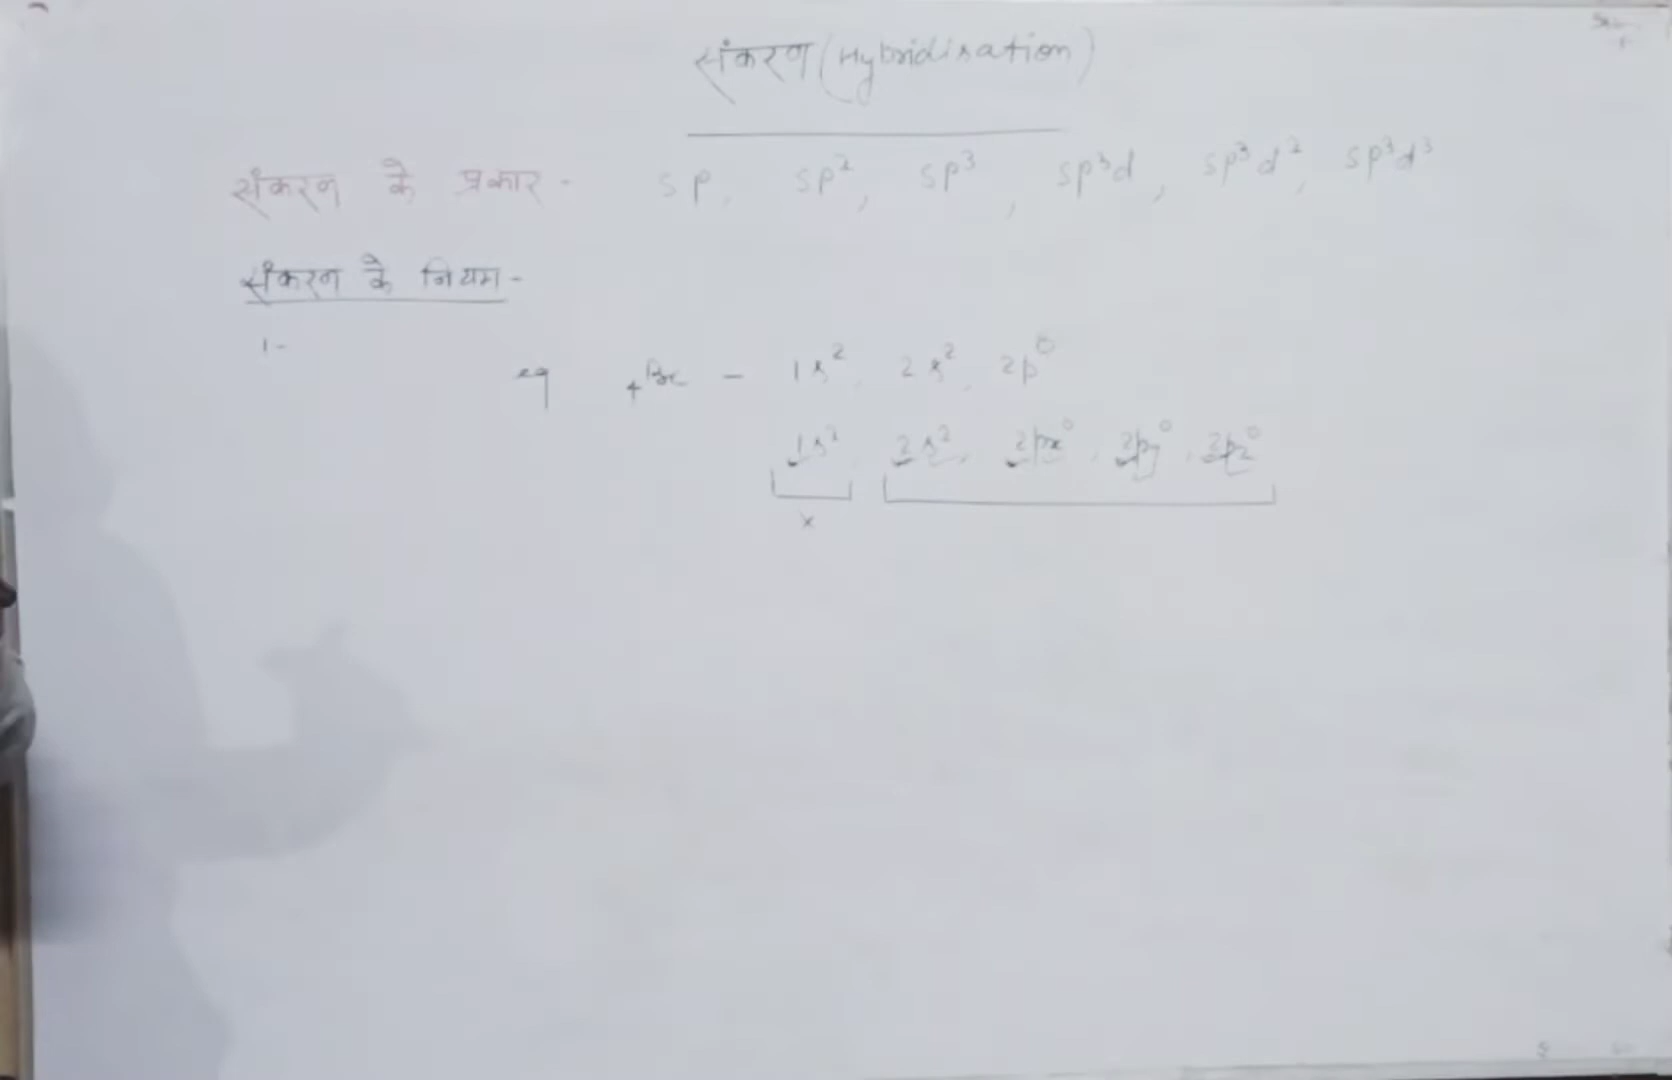 संकरण (Hybridisation)
संकरण के प्रकार - sp, sp², sp³, sp³d, sp³d², sp³d³
संकरण के नियम -
1-
eg ₄Be - 1s², 2s², 2p⁰
1s², 2s², 2px⁰, 2py⁰, 2pz⁰
x